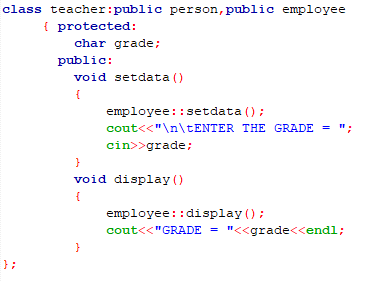 class teacher:public person,public employee
{ protected:
char grade;
public:
void setdata()
{
employee::setdata();
cout<<"\n\tENTER THE GRADE = ";
cin>>grade;
}
void display()
{
employee::display();
cout<<"GRADE = "<<grade<<endl;
}
};